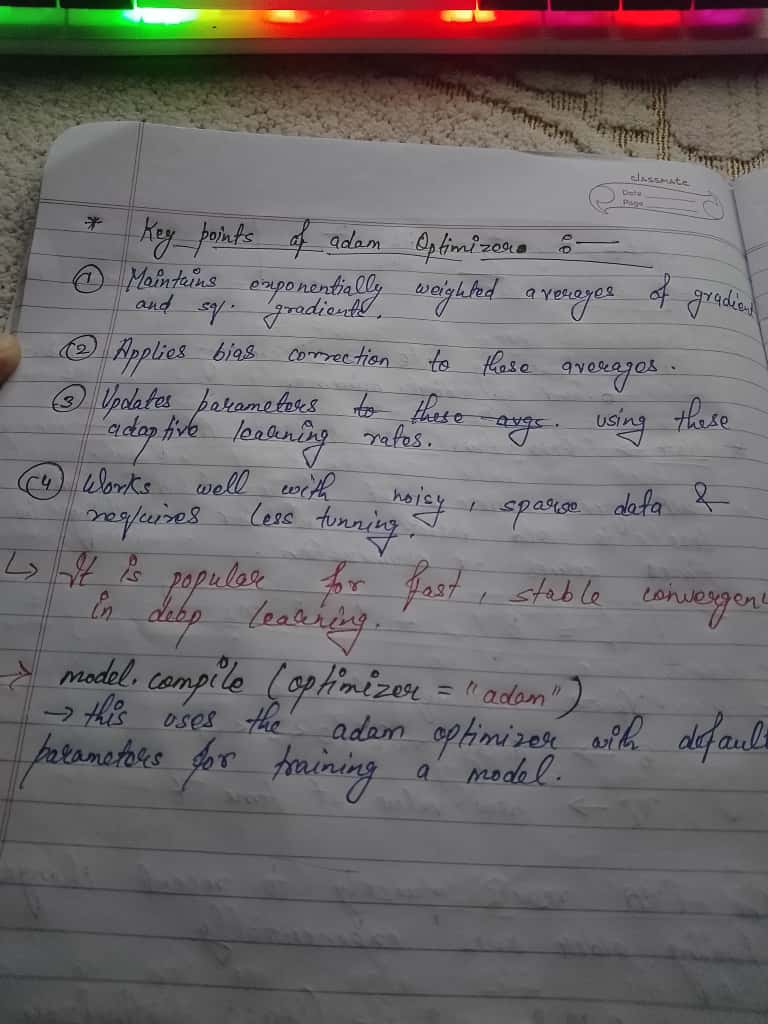 classmate
Date
Page
* Key points of adam Optimizer :—
① Maintains exponentially weighted averages of gradient
and sq. gradients.
② Applies bias correction to these averages.
③ Updates parameters to these avgs. using these
adaptive learning rates.
④ Works well with noisy, sparse data &
requires less tunning.
↳ It is popular for fast, stable convergen
in deep learning.
→ model.compile (optimizer = "adam")
→ this uses the adam optimizer with default
parameters for training a model.